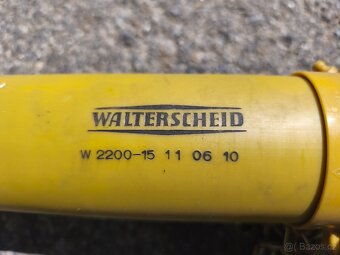 WALTERSCHEID
W 2200-15 11 06 10
bazos.cz